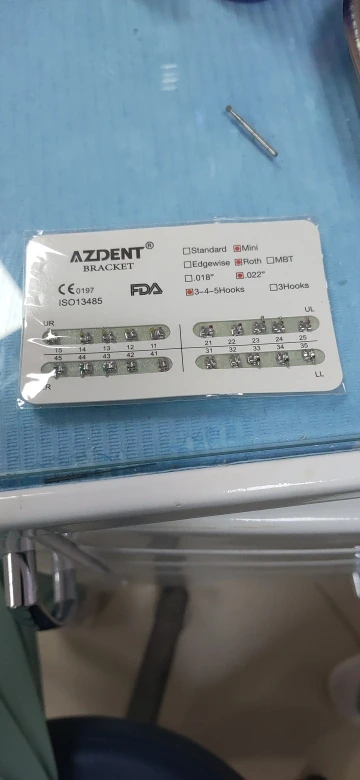 AZDENT®
BRACKET
☐Standard ☒Mini
☐Edgewise ☒Roth ☐MBT
☐.018" ☒.022"
☒3-4-5Hooks ☐3Hooks
CE0197
ISO13485
FDA
UR
UL
15 14 13 12 11
21 22 23 24 25
45 44 43 42 41
31 32 33 34 35
R
LL